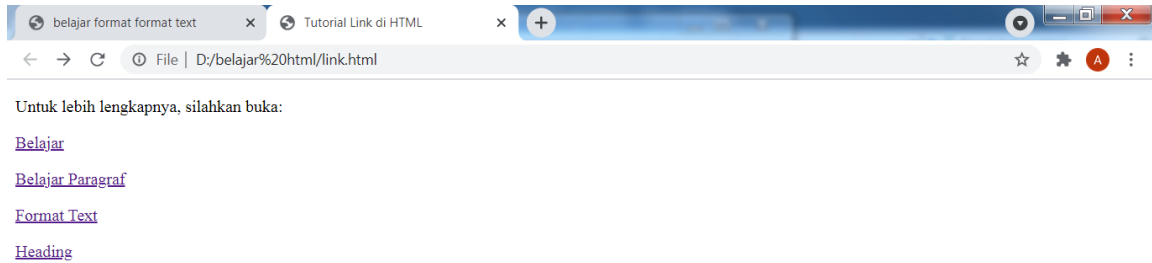 belajar format format text
Tutorial Link di HTML
File | D:/belajar%20html/link.html
A
Untuk lebih lengkapnya, silahkan buka:
Belajar
Belajar Paragraf
Format Text
Heading